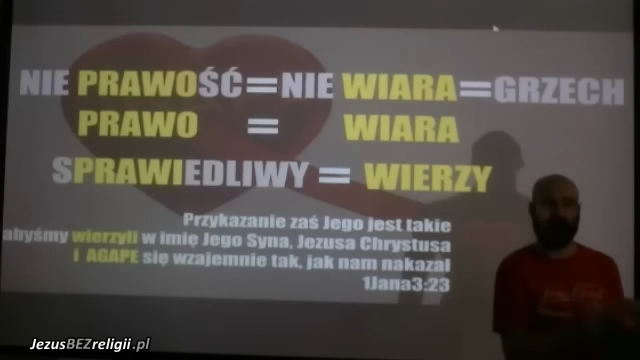 NIE PRAWOŚĆ=NIE WIARA=GRZECH
PRAWO = WIARA
SPRAWIEDLIWY = WIERZY
Przykazanie zaś Jego jest takie
abyśmy wierzyli w imię Jego Syna, Jezusa Chrystusa
i AGAPE się wzajemnie tak, jak nam nakazał
1Jana3:23
JezusBEZreligii.pl